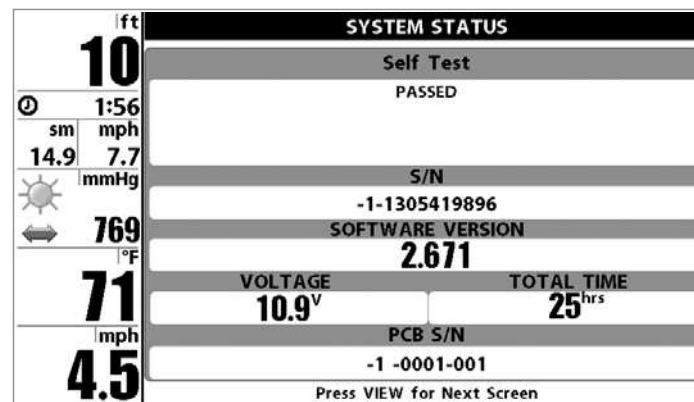 ft
10
1:56
sm mph
14.9 7.7
mmHg
769
°F
71
mph
4.5
SYSTEM STATUS
Self Test
PASSED
S/N
-1-1305419896
SOFTWARE VERSION
2.671
VOLTAGE TOTAL TIME
10.9V 25hrs
PCB S/N
-1 -0001-001
Press VIEW for Next Screen